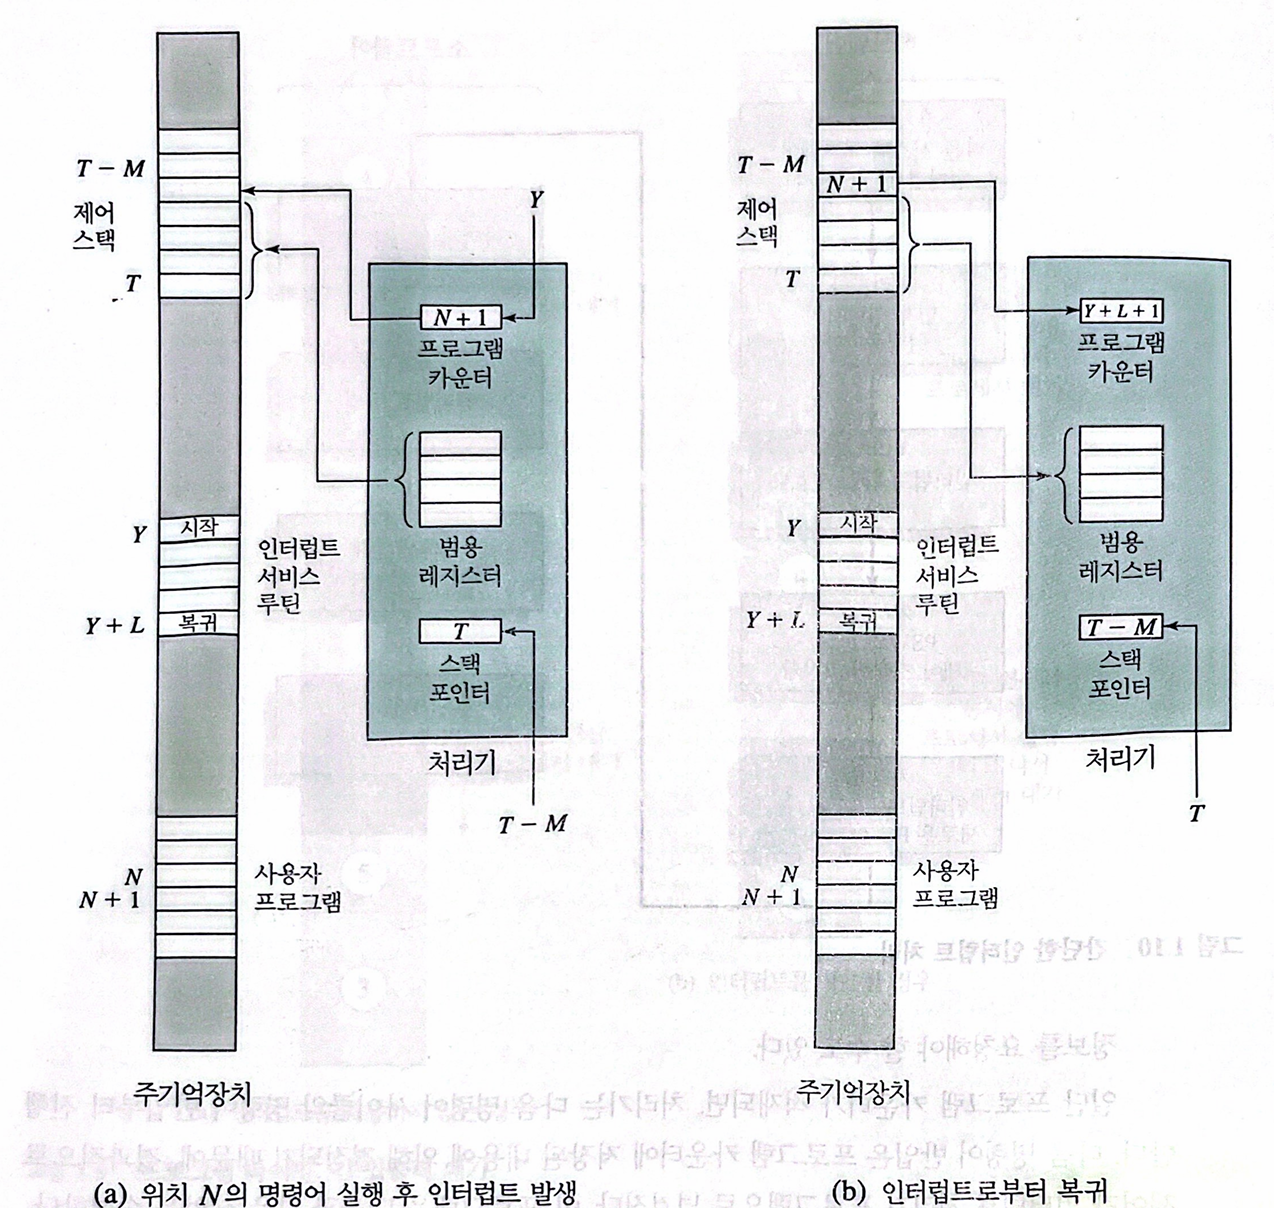 T − M
제어
스택
T
Y
N + 1
프로그램
카운터
Y
시작
인터럽트
서비스
루틴
Y + L
복귀
범용
레지스터
T
스택
포인터
처리기
T − M
N
N + 1
사용자
프로그램
주기억장치
(a) 위치 N의 명령어 실행 후 인터럽트 발생
T − M
N + 1
제어
스택
T
Y + L + 1
프로그램
카운터
Y
시작
인터럽트
서비스
루틴
Y + L
복귀
범용
레지스터
T − M
스택
포인터
처리기
T
N
N + 1
사용자
프로그램
주기억장치
(b) 인터럽트로부터 복귀